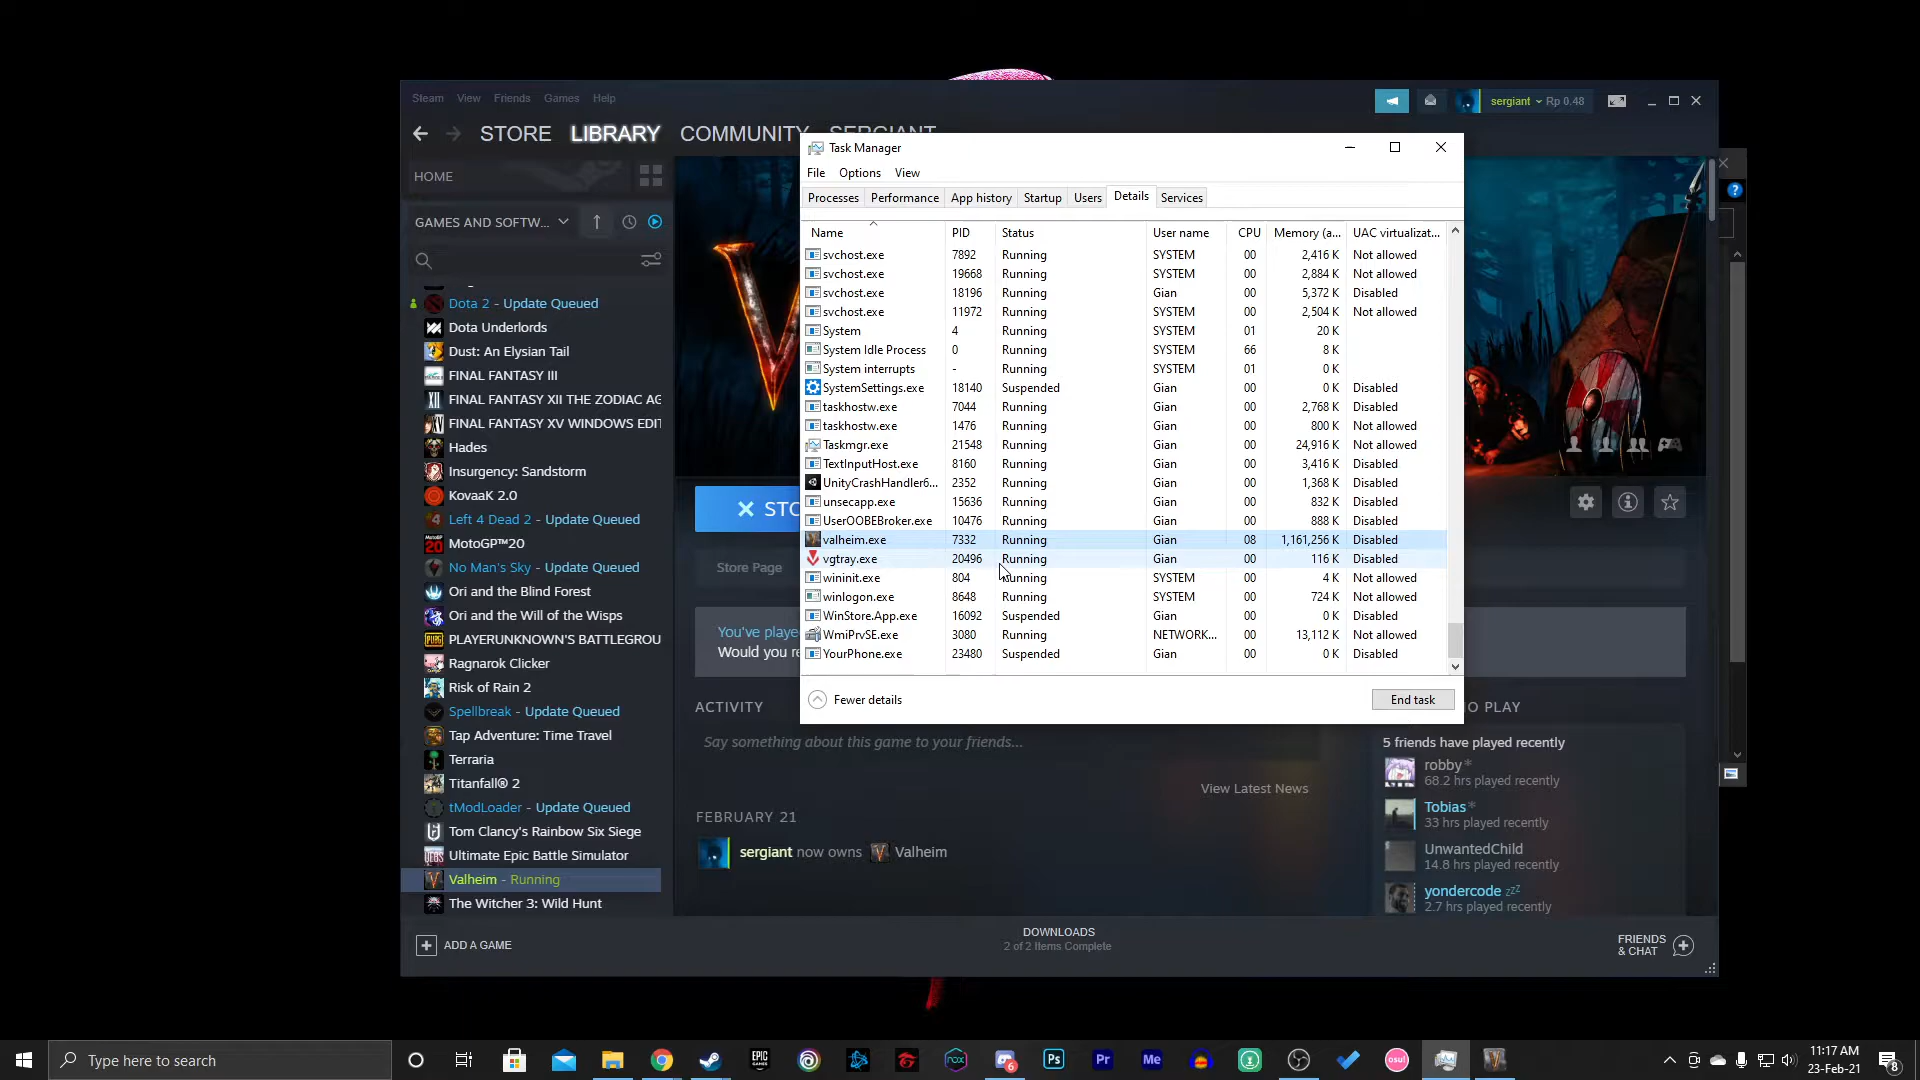 Steam View Friends Games Help
sergiant Rp 0.48
STORE LIBRARY COMMUNITY SERGIANT
HOME
GAMES AND SOFTW...
Dota 2 - Update Queued
Dota Underlords
Dust: An Elysian Tail
FINAL FANTASY III
FINAL FANTASY XII THE ZODIAC AG
FINAL FANTASY XV WINDOWS EDIT
Hades
Insurgency: Sandstorm
KovaaK 2.0
Left 4 Dead 2 - Update Queued
MotoGP™20
No Man's Sky - Update Queued
Ori and the Blind Forest
Ori and the Will of the Wisps
PLAYERUNKNOWN'S BATTLEGROU
Ragnarok Clicker
Risk of Rain 2
Spellbreak - Update Queued
Tap Adventure: Time Travel
Terraria
Titanfall® 2
tModLoader - Update Queued
Tom Clancy's Rainbow Six Siege
Ultimate Epic Battle Simulator
Valheim - Running
The Witcher 3: Wild Hunt
ADD A GAME
Task Manager
File Options View
Processes Performance App history Startup Users Details Services
Name PID Status User name CPU Memory (a... UAC virtualizat...
svchost.exe 7892 Running SYSTEM 00 2,416 K Not allowed
svchost.exe 19668 Running SYSTEM 00 2,884 K Not allowed
svchost.exe 18196 Running Gian 00 5,372 K Disabled
svchost.exe 11972 Running SYSTEM 00 2,504 K Not allowed
System 4 Running SYSTEM 01 20 K
System Idle Process 0 Running SYSTEM 66 8 K
System interrupts - Running SYSTEM 01 0 K
SystemSettings.exe 18140 Suspended Gian 00 0 K Disabled
taskhostw.exe 7044 Running Gian 00 2,768 K Disabled
taskhostw.exe 1476 Running Gian 00 800 K Not allowed
Taskmgr.exe 21548 Running Gian 00 24,916 K Not allowed
TextInputHost.exe 8160 Running Gian 00 3,416 K Disabled
UnityCrashHandler6... 2352 Running Gian 00 1,368 K Disabled
unsecapp.exe 15636 Running Gian 00 832 K Disabled
UserOOBEBroker.exe 10476 Running Gian 00 888 K Disabled
valheim.exe 7332 Running Gian 08 1,161,256 K Disabled
vgtray.exe 20496 Running Gian 00 116 K Disabled
wininit.exe 804 Running SYSTEM 00 4 K Not allowed
winlogon.exe 8648 Running SYSTEM 00 724 K Not allowed
WinStore.App.exe 16092 Suspended Gian 00 0 K Disabled
WmiPrvSE.exe 3080 Running NETWORK... 00 13,112 K Not allowed
YourPhone.exe 23480 Suspended Gian 00 0 K Disabled
Fewer details
End task
STO
Store Page
You've playe
Would you re
ACTIVITY
Say something about this game to your friends...
View Latest News
FEBRUARY 21
sergiant now owns Valheim
O PLAY
5 friends have played recently
robby*
68.2 hrs played recently
Tobias*
33 hrs played recently
UnwantedChild
14.8 hrs played recently
yondercode zzZ
2.7 hrs played recently
DOWNLOADS
2 of 2 Items Complete
FRIENDS
& CHAT
Type here to search
11:17 AM
23-Feb-21